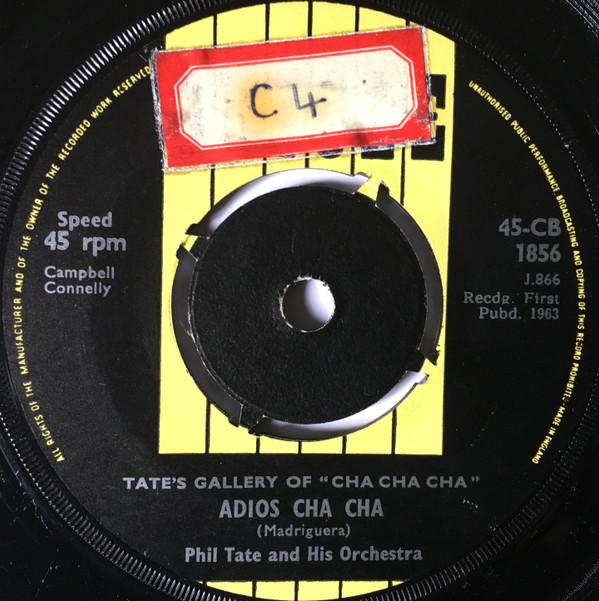 C4
Speed
45 rpm
Campbell
Connelly
45-CB
1856
J.866
Recdg. First
Pubd. 1963
TATE'S GALLERY OF "CHA CHA CHA"
ADIOS CHA CHA
(Madriguera)
Phil Tate and His Orchestra
ALL RIGHTS OF THE MANUFACTURER AND OF THE OWNER OF THE RECORDED WORK RESERVED
UNAUTHORISED PUBLIC PERFORMANCE BROADCASTING AND COPYING OF THIS RECORD PROHIBITED · MADE IN ENGLAND